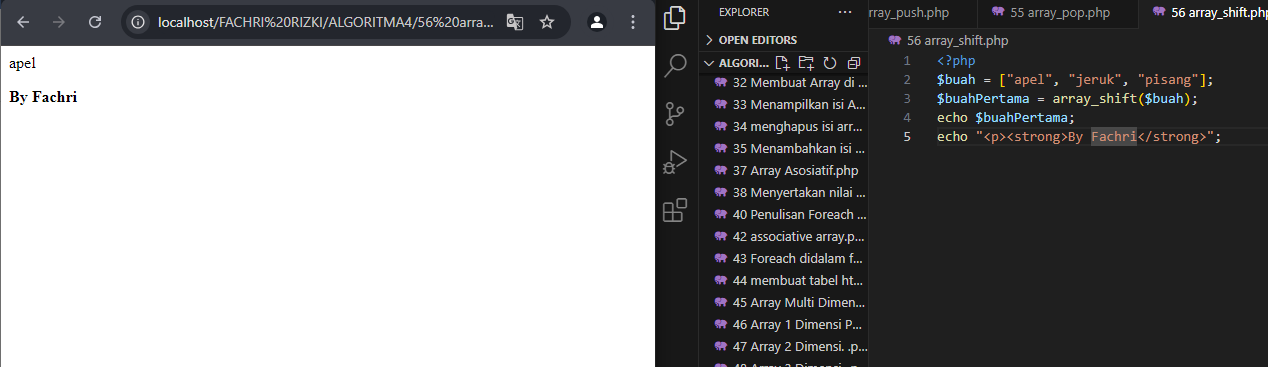 localhost/FACHRI%20RIZKI/ALGORITMA4/56%20arra...
apel
By Fachri
EXPLORER
OPEN EDITORS
ALGORI...
32 Membuat Array di ...
33 Menampilkan isi A...
34 menghapus isi arr...
35 Menambahkan isi ...
37 Array Asosiatif.php
38 Menyertakan nilai ...
40 Penulisan Foreach ...
42 associative array.p...
43 Foreach didalam f...
44 membuat tabel ht...
45 Array Multi Dimen...
46 Array 1 Dimensi P...
47 Array 2 Dimensi. .p...
48 Array 3 Dimensi. .p...
rray_push.php
55 array_pop.php
56 array_shift.php
56 array_shift.php
1 <?php
2 $buah = ["apel", "jeruk", "pisang"];
3 $buahPertama = array_shift($buah);
4 echo $buahPertama;
5 echo "<p><strong>By Fachri</strong>";